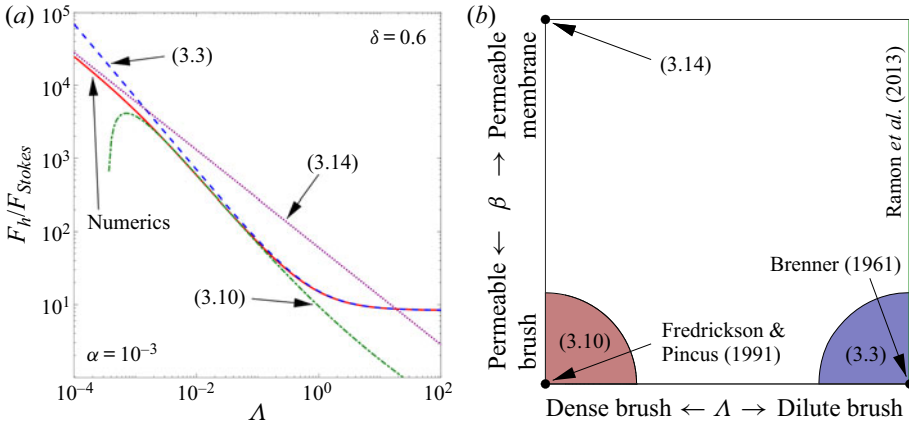 (a)
10^5
10^4
10^3
10^2
10^1
F_h/F_Stokes
δ = 0.6
(3.3)
(3.14)
Numerics
(3.10)
α = 10^−3
10^−4
10^−2
10^0
10^2
Λ
(b)
Permeable ← β → Permeable
brush
membrane
(3.14)
Ramon et al. (2013)
Brenner (1961)
Fredrickson &
Pincus (1991)
(3.10)
(3.3)
Dense brush ← Λ → Dilute brush